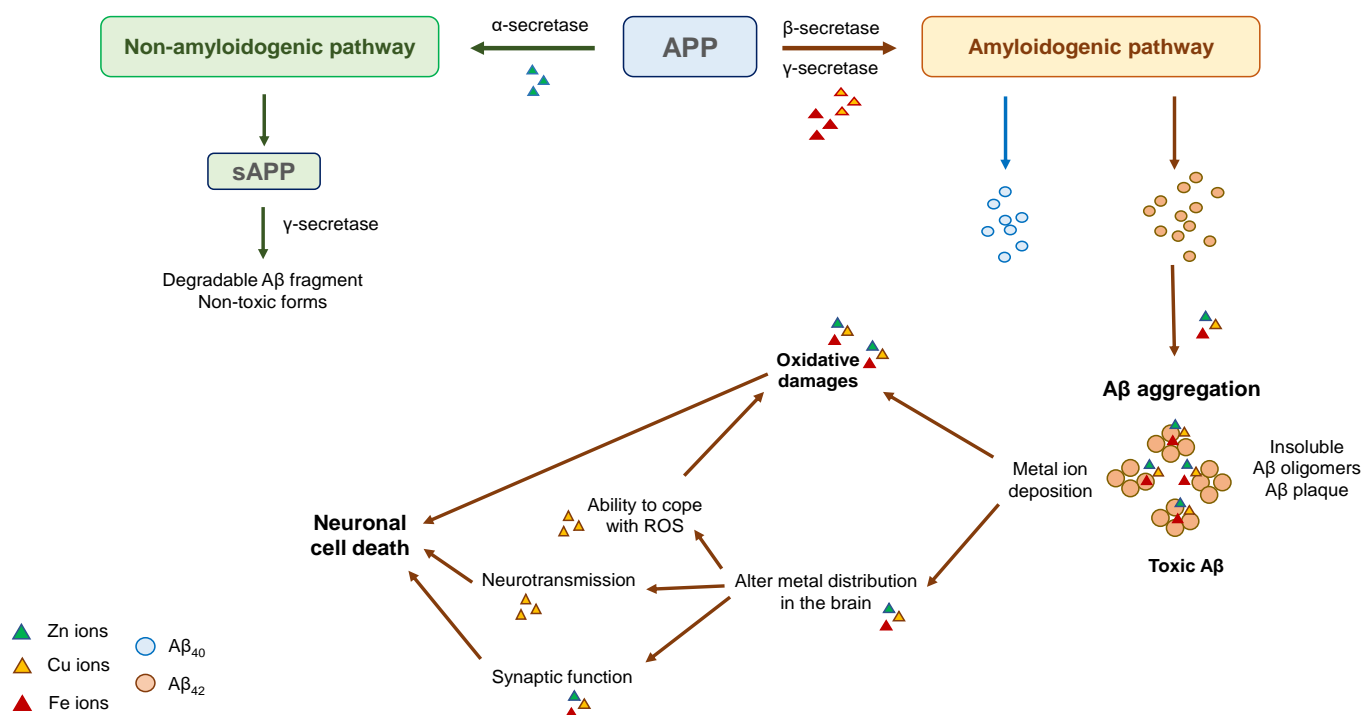 Non-amyloidogenic pathway
α-secretase
APP
β-secretase
γ-secretase
Amyloidogenic pathway
sAPP
γ-secretase
Degradable Aβ fragment
Non-toxic forms
Oxidative
damages
Aβ aggregation
Insoluble
Aβ oligomers
Aβ plaque
Metal ion
deposition
Toxic Aβ
Ability to cope
with ROS
Neuronal
cell death
Neurotransmission
Alter metal distribution
in the brain
Synaptic function
Zn ions
Cu ions
Fe ions
Aβ40
Aβ42